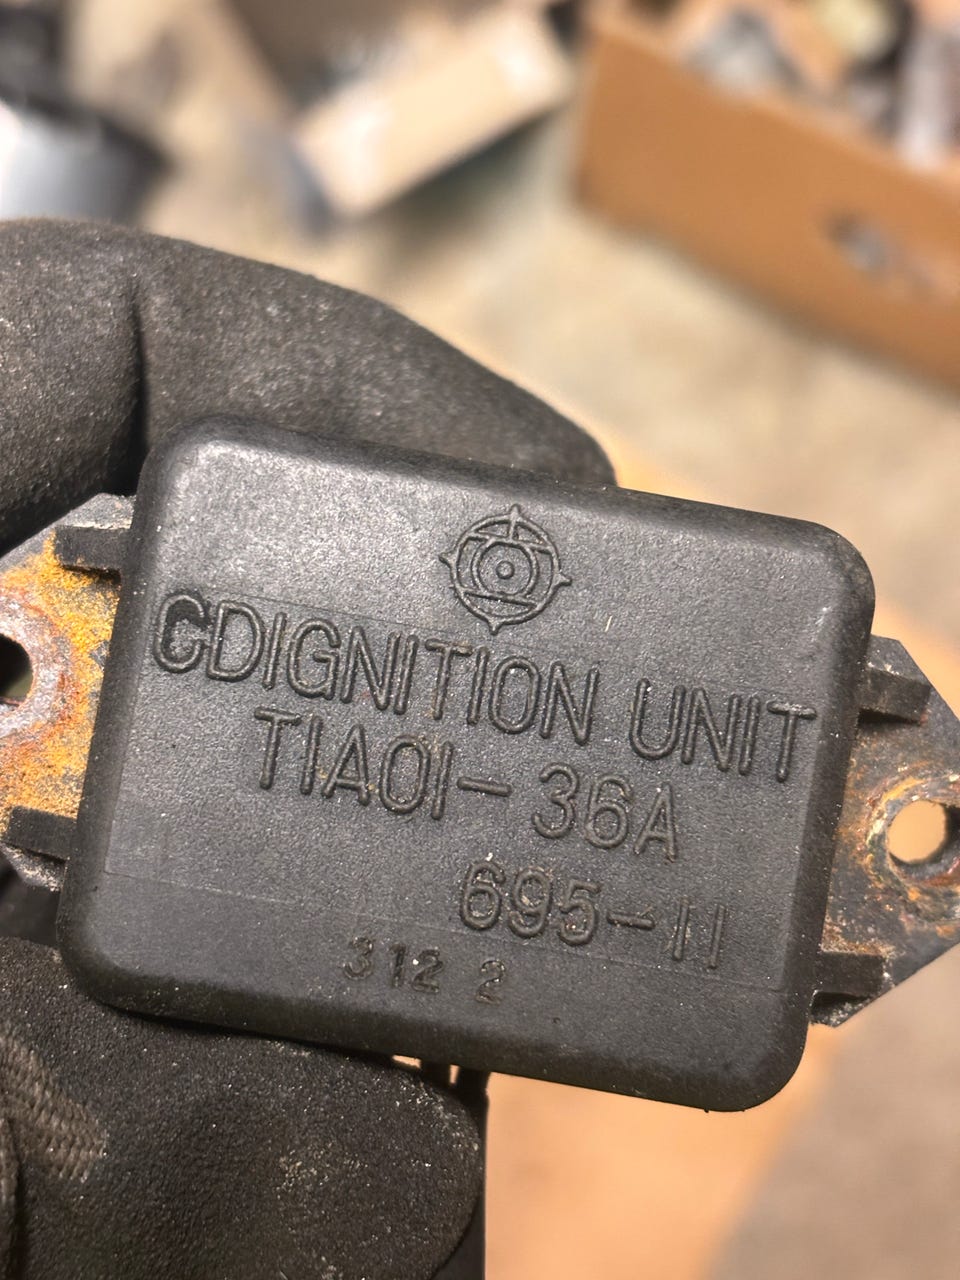 CDIGNITION UNIT
TIA01-36A
695-11
312 2